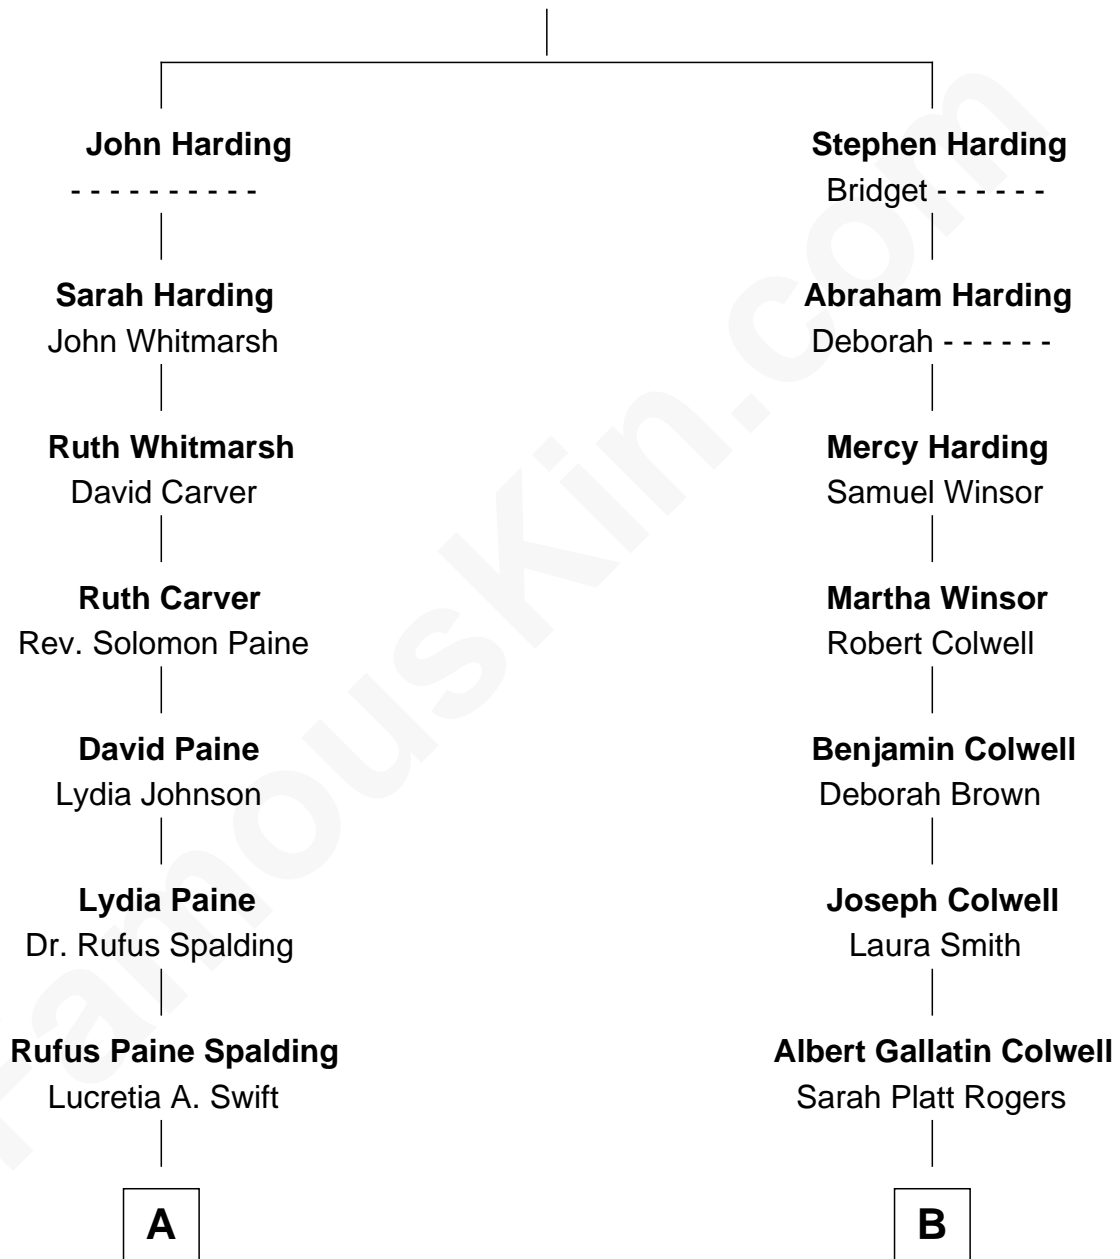 John Harding
- - - - - - - - - -
Sarah Harding
John Whitmarsh
Ruth Whitmarsh
David Carver
Ruth Carver
Rev. Solomon Paine
David Paine
Lydia Johnson
Lydia Paine
Dr. Rufus Spalding
Rufus Paine Spalding
Lucretia A. Swift
A
Stephen Harding
Bridget - - - - - -
Abraham Harding
Deborah - - - - - -
Mercy Harding
Samuel Winsor
Martha Winsor
Robert Colwell
Benjamin Colwell
Deborah Brown
Joseph Colwell
Laura Smith
Albert Gallatin Colwell
Sarah Platt Rogers
B
FamousKin.com